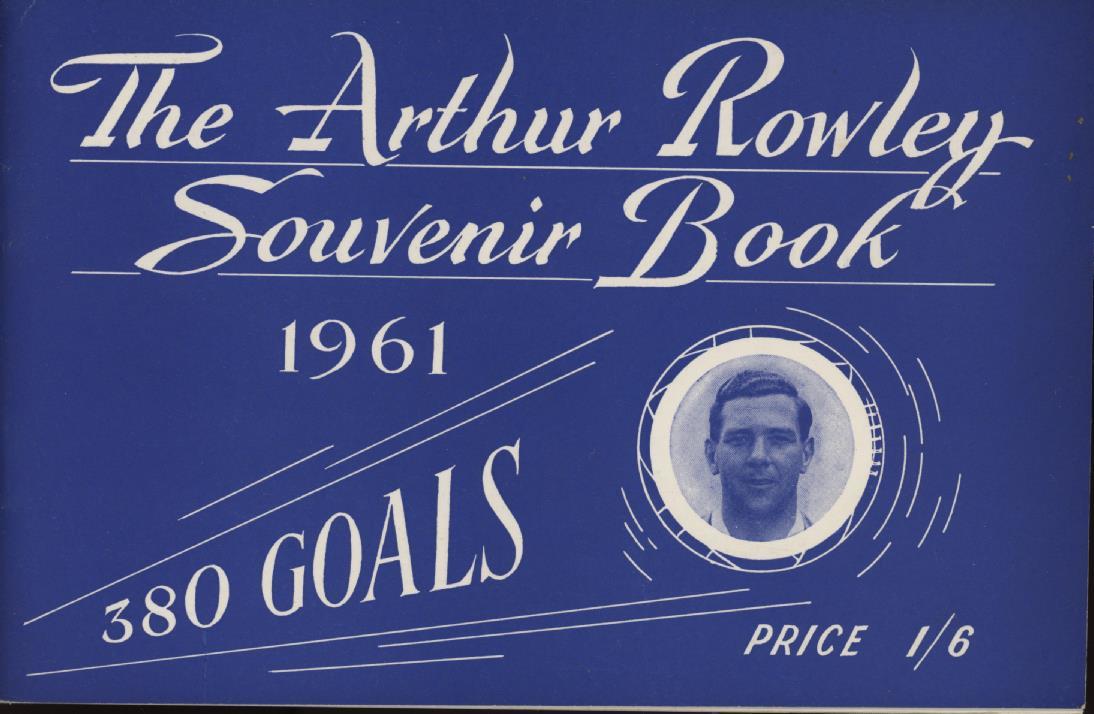 The Arthur Rowley
Souvenir Book
1961
380 GOALS
PRICE 1/6